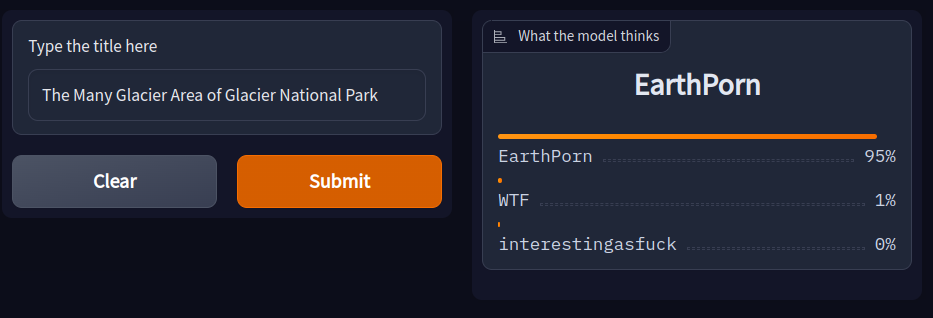 Type the title here
The Many Glacier Area of Glacier National Park
Clear
Submit
What the model thinks
EarthPorn
EarthPorn 95%
WTF 1%
interestingasfuck 0%